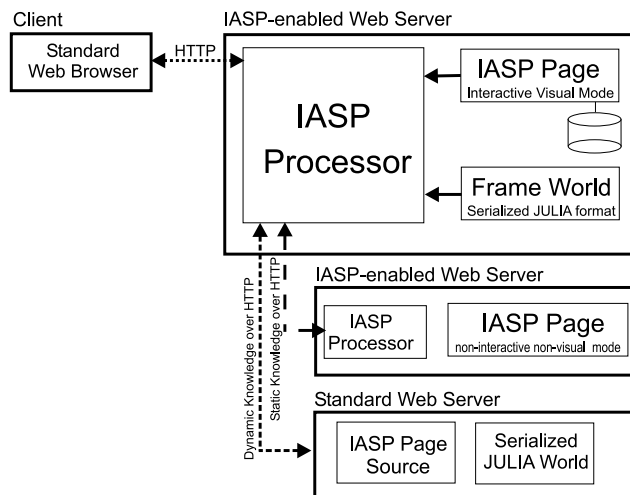 Client
Standard
Web Browser
HTTP
IASP-enabled Web Server
IASP
Processor
IASP Page
Interactive Visual Mode
Frame World
Serialized JULIA format
Dynamic Knowledge over HTTP
Static Knowledge over HTTP
IASP-enabled Web Server
IASP
Processor
IASP Page
non-interactive non-visual mode
Standard Web Server
IASP Page
Source
Serialized
JULIA World